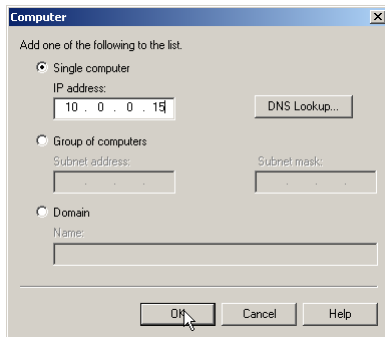 Computer
Add one of the following to the list.
Single computer
IP address:
10 . 0 . 0 . 15
DNS Lookup...
Group of computers
Subnet address: Subnet mask:
. . . . . .
Domain
Name:
OK Cancel Help